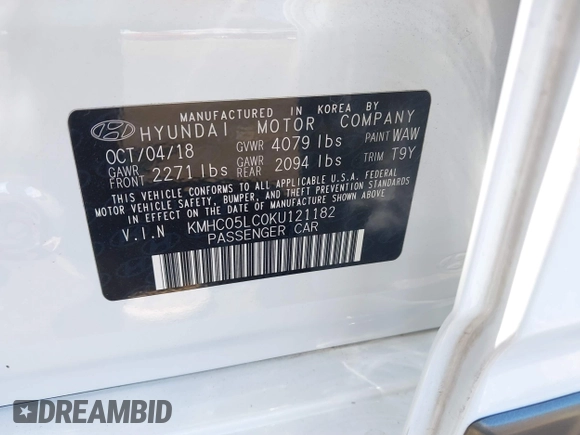 MANUFACTURED IN KOREA BY
HYUNDAI MOTOR COMPANY
OCT/04/18 GVWR 4079 lbs PAINT WAW
GAWR FRONT 2271 lbs GAWR REAR 2094 lbs TRIM T9Y
THIS VEHICLE CONFORMS TO ALL APPLICABLE U.S.A. FEDERAL
MOTOR VEHICLE SAFETY, BUMPER, AND THEFT PREVENTION STANDARDS
IN EFFECT ON THE DATE OF MANUFACTURE SHOWN ABOVE.
V.I.N KMHC05LC0KU121182
PASSENGER CAR
DREAMBID